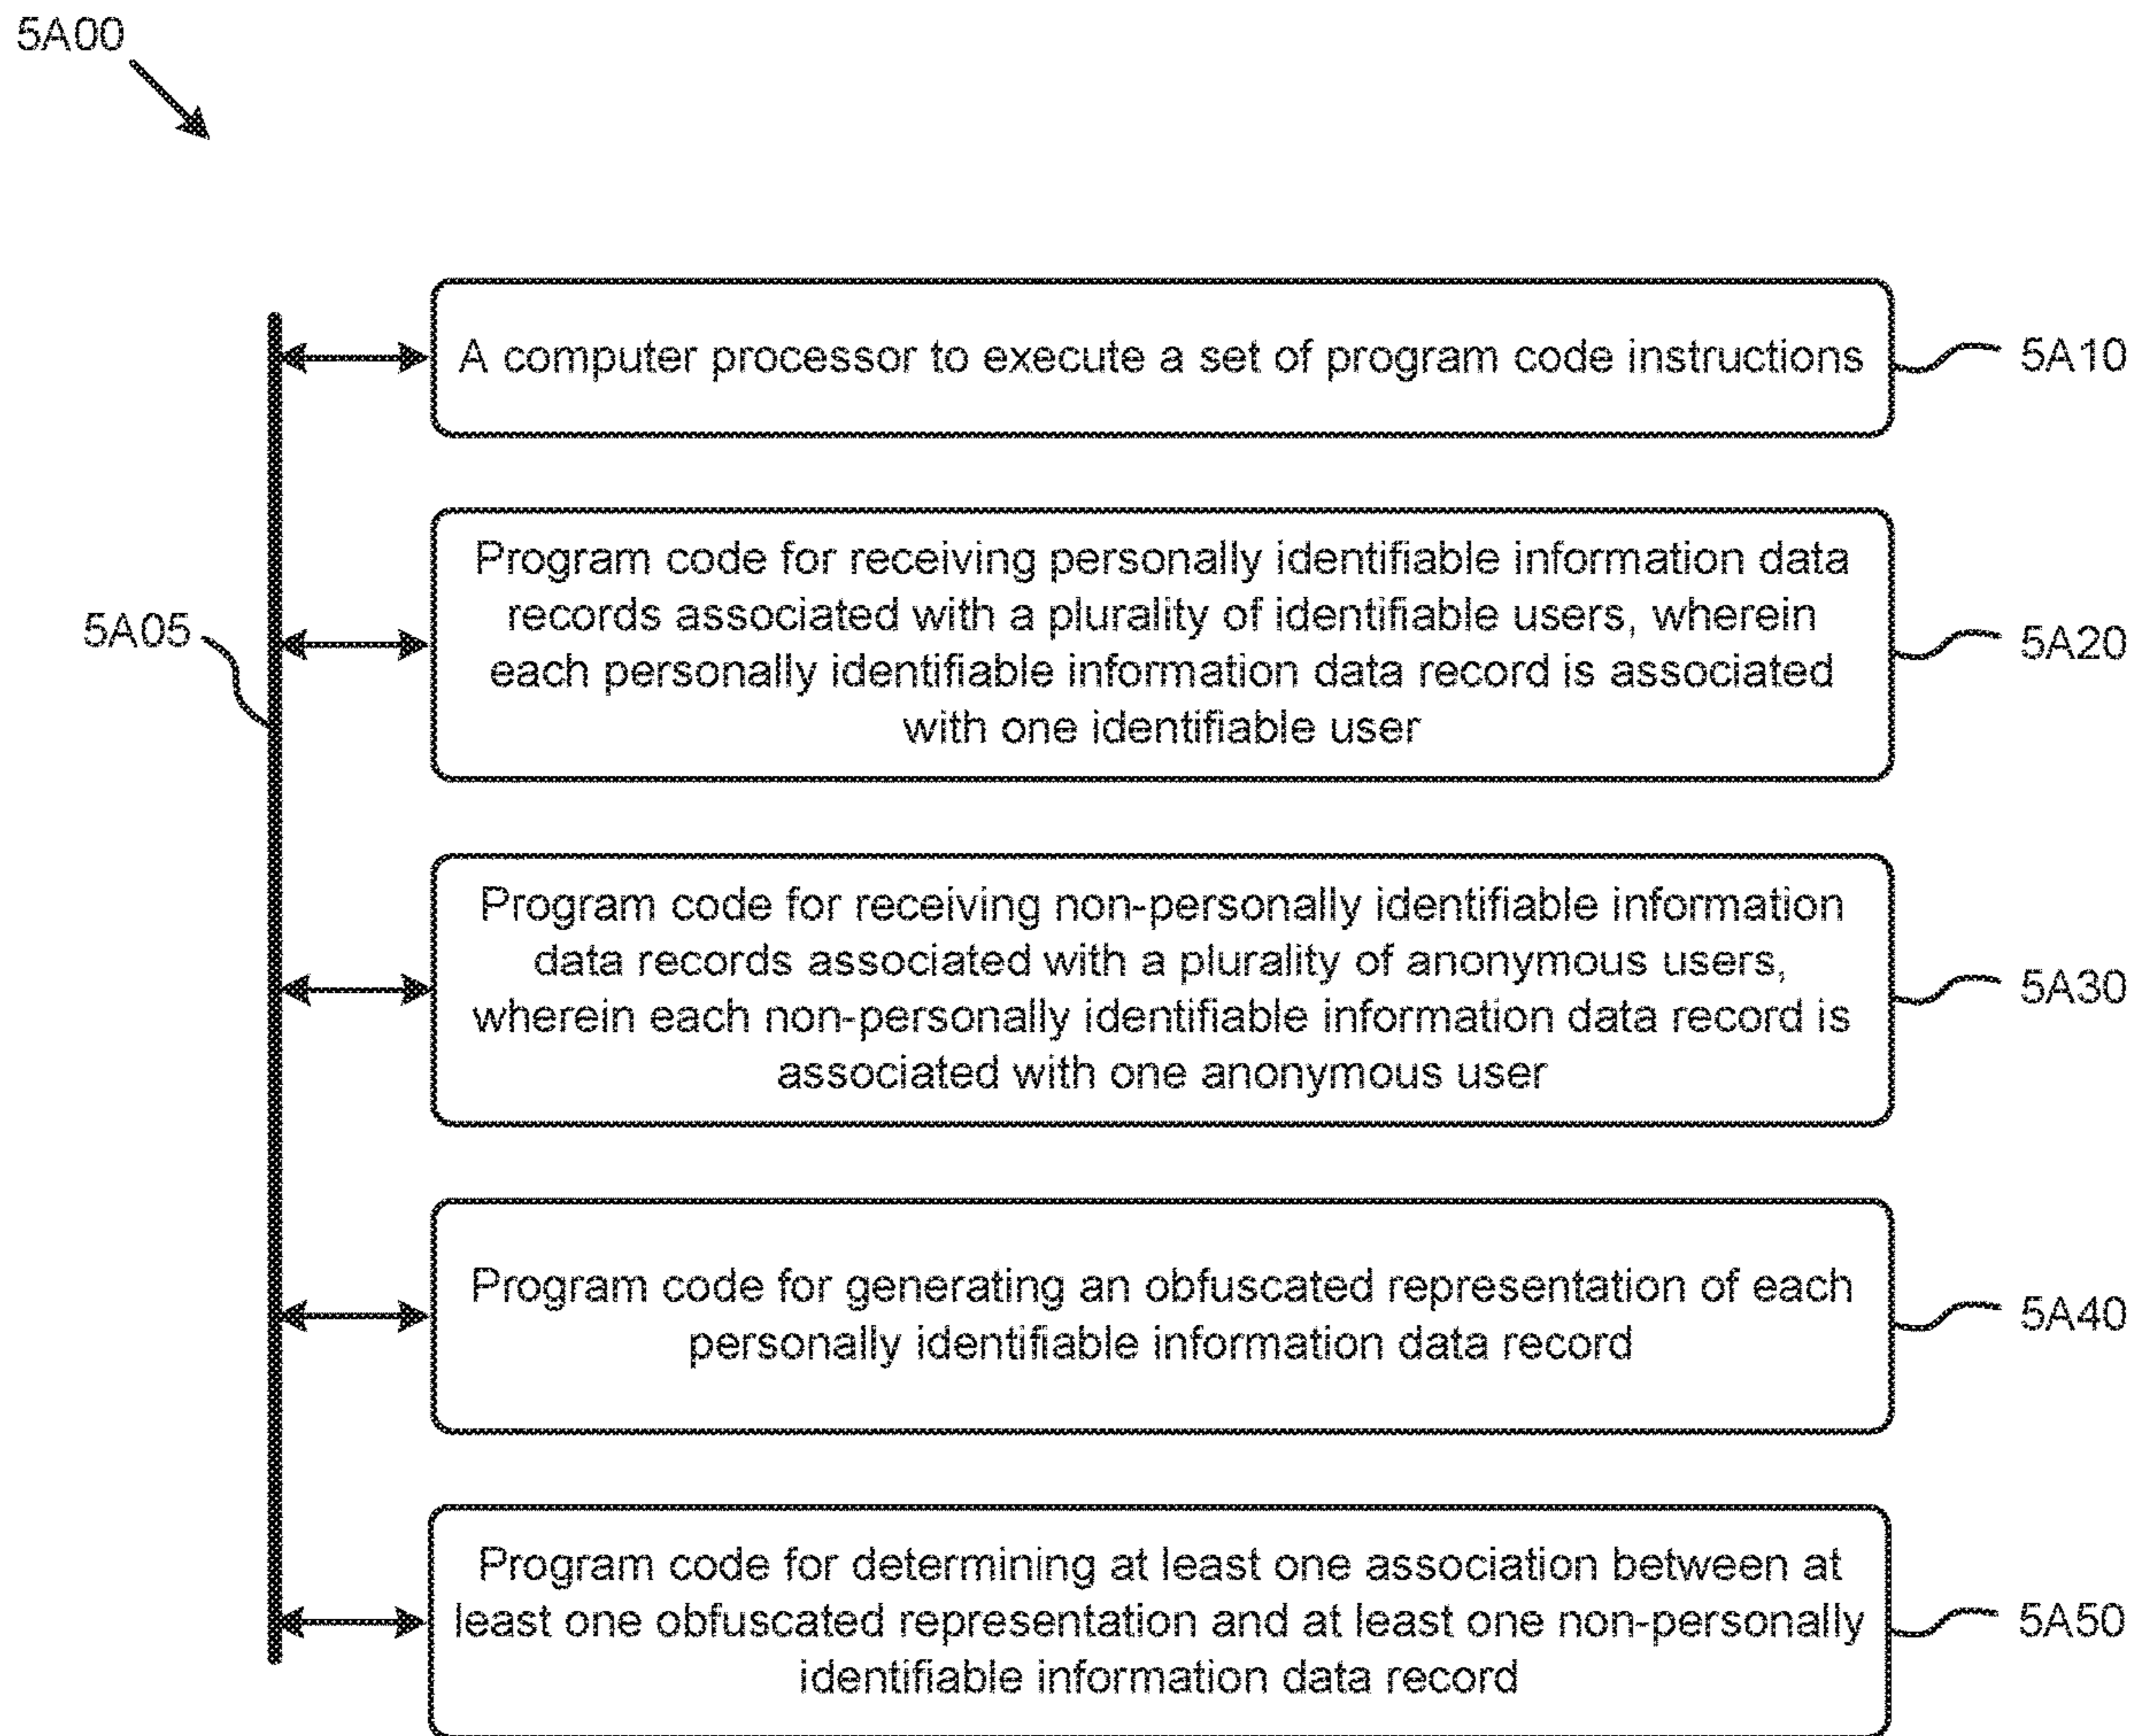 5A00
A computer processor to execute a set of program code instructions
5A10
Program code for receiving personally identifiable information data
records associated with a plurality of identifiable users, wherein
each personally identifiable information data record is associated
with one identifiable user
5A05
5A20
Program code for receiving non-personally identifiable information
data records associated with a plurality of anonymous users,
wherein each non-personally identifiable information data record is
associated with one anonymous user
5A30
Program code for generating an obfuscated representation of each
personally identifiable information data record
5A40
Program code for determining at least one association between at
least one obfuscated representation and at least one non-personally
identifiable information data record
5A50